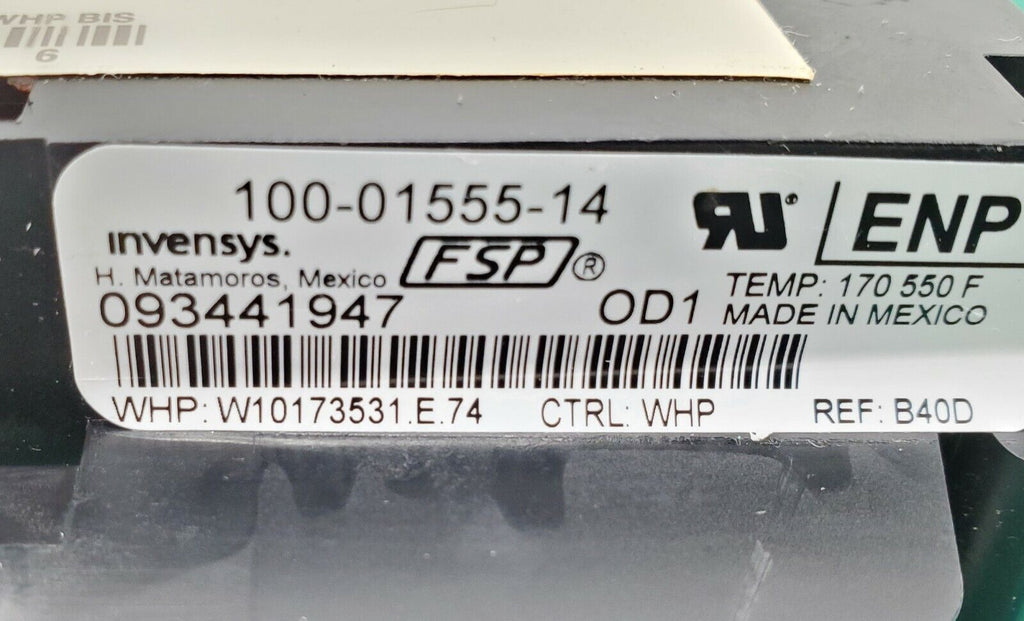 WHP BIS
6
100-01555-14
invensys.
H. Matamoros, Mexico
FSP®
093441947
OD1
ENP
TEMP: 170 550 F
MADE IN MEXICO
WHP: W10173531.E.74 CTRL: WHP REF: B40D